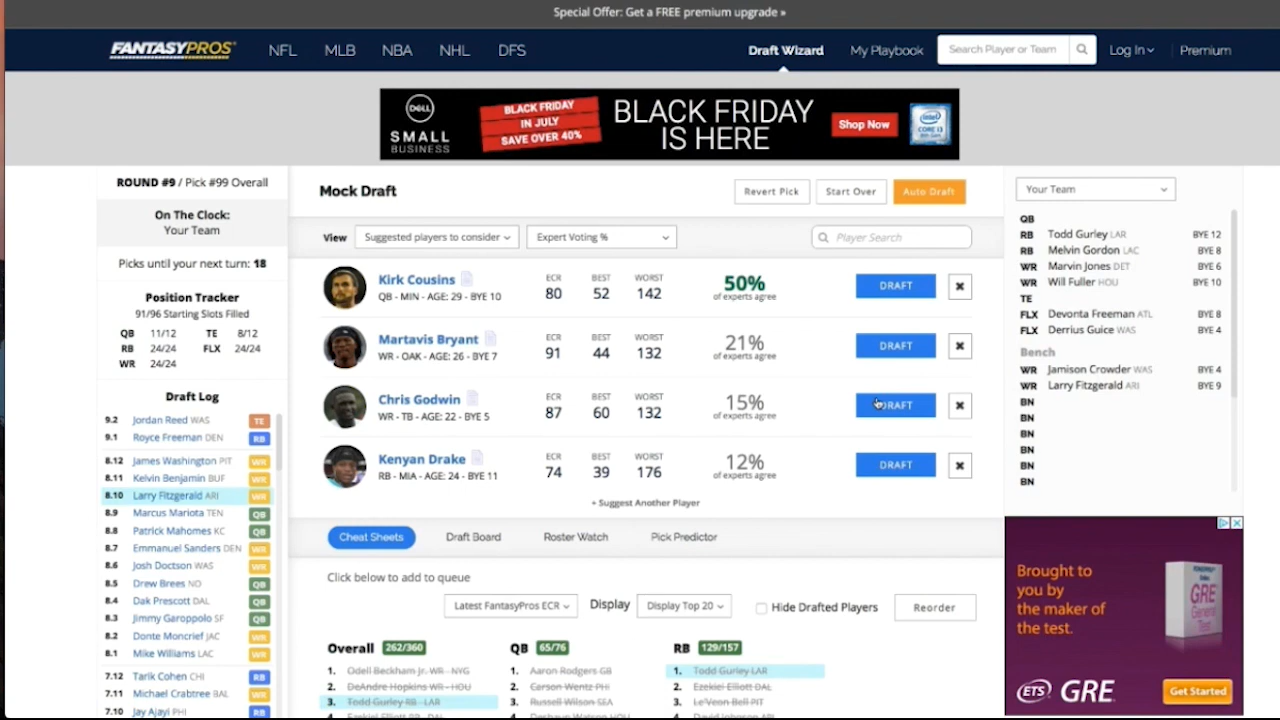 Special Offer: Get a FREE premium upgrade »
FANTASYPROS NFL MLB NBA NHL DFS Draft Wizard My Playbook Search Player or Team Log In Premium
DELL
SMALL BUSINESS
BLACK FRIDAY
IN JULY
SAVE OVER 40%
BLACK FRIDAY
IS HERE
Shop Now
intel
CORE i3
ROUND #9 / Pick #99 Overall
On The Clock:
Your Team
Picks until your next turn: 18
Position Tracker
91/96 Starting Slots Filled
QB 11/12 TE 8/12
RB 24/24 FLX 24/24
WR 24/24
Draft Log
9.2 Jordan Reed WAS TE
9.1 Royce Freeman DEN RB
8.12 James Washington PIT WR
8.11 Kelvin Benjamin BUF WR
8.10 Larry Fitzgerald ARI WR
8.9 Marcus Mariota TEN QB
8.8 Patrick Mahomes KC QB
8.7 Emmanuel Sanders DEN WR
8.6 Josh Doctson WAS WR
8.5 Drew Brees NO QB
8.4 Dak Prescott DAL QB
8.3 Jimmy Garoppolo SF QB
8.2 Donte Moncrief JAC WR
8.1 Mike Williams LAC WR
7.12 Tarik Cohen CHI RB
7.11 Michael Crabtree BAL WR
7.10 Jay Ajayi PHI RB
Mock Draft Revert Pick Start Over Auto Draft
View Suggested players to consider Expert Voting % Player Search
Kirk Cousins ECR BEST WORST 50% DRAFT
QB - MIN - AGE: 29 - BYE 10 80 52 142 of experts agree
Martavis Bryant ECR BEST WORST 21% DRAFT
WR - OAK - AGE: 26 - BYE 7 91 44 132 of experts agree
Chris Godwin ECR BEST WORST 15% DRAFT
WR - TB - AGE: 22 - BYE 5 87 60 132 of experts agree
Kenyan Drake ECR BEST WORST 12% DRAFT
RB - MIA - AGE: 24 - BYE 11 74 39 176 of experts agree
+ Suggest Another Player
Cheat Sheets Draft Board Roster Watch Pick Predictor
Click below to add to queue
Latest FantasyPros ECR Display Display Top 20 Hide Drafted Players Reorder
Overall 262/360 QB 65/76 RB 129/157
1. Odell Beckham Jr. WR - NYG 1. Aaron Rodgers GB 1. Todd Gurley LAR
2. DeAndre Hopkins WR - HOU 2. Carson Wentz PHI 2. Ezekiel Elliott DAL
3. Todd Gurley RB - LAR 3. Russell Wilson SEA 3. Le'Veon Bell PIT
4. Ezekiel Elliott RB - DAL 4. Deshaun Watson HOU 4. David Johnson ARI
Your Team
QB
RB Todd Gurley LAR BYE 12
RB Melvin Gordon LAC BYE 8
WR Marvin Jones DET BYE 6
WR Will Fuller HOU BYE 10
TE
FLX Devonta Freeman ATL BYE 8
FLX Derrius Guice WAS BYE 4
Bench
WR Jamison Crowder WAS BYE 4
WR Larry Fitzgerald ARI BYE 9
BN
BN
BN
BN
BN
BN
Brought to
you by
the maker of
the test.
GRE
General
Test
ETS GRE
Get Started